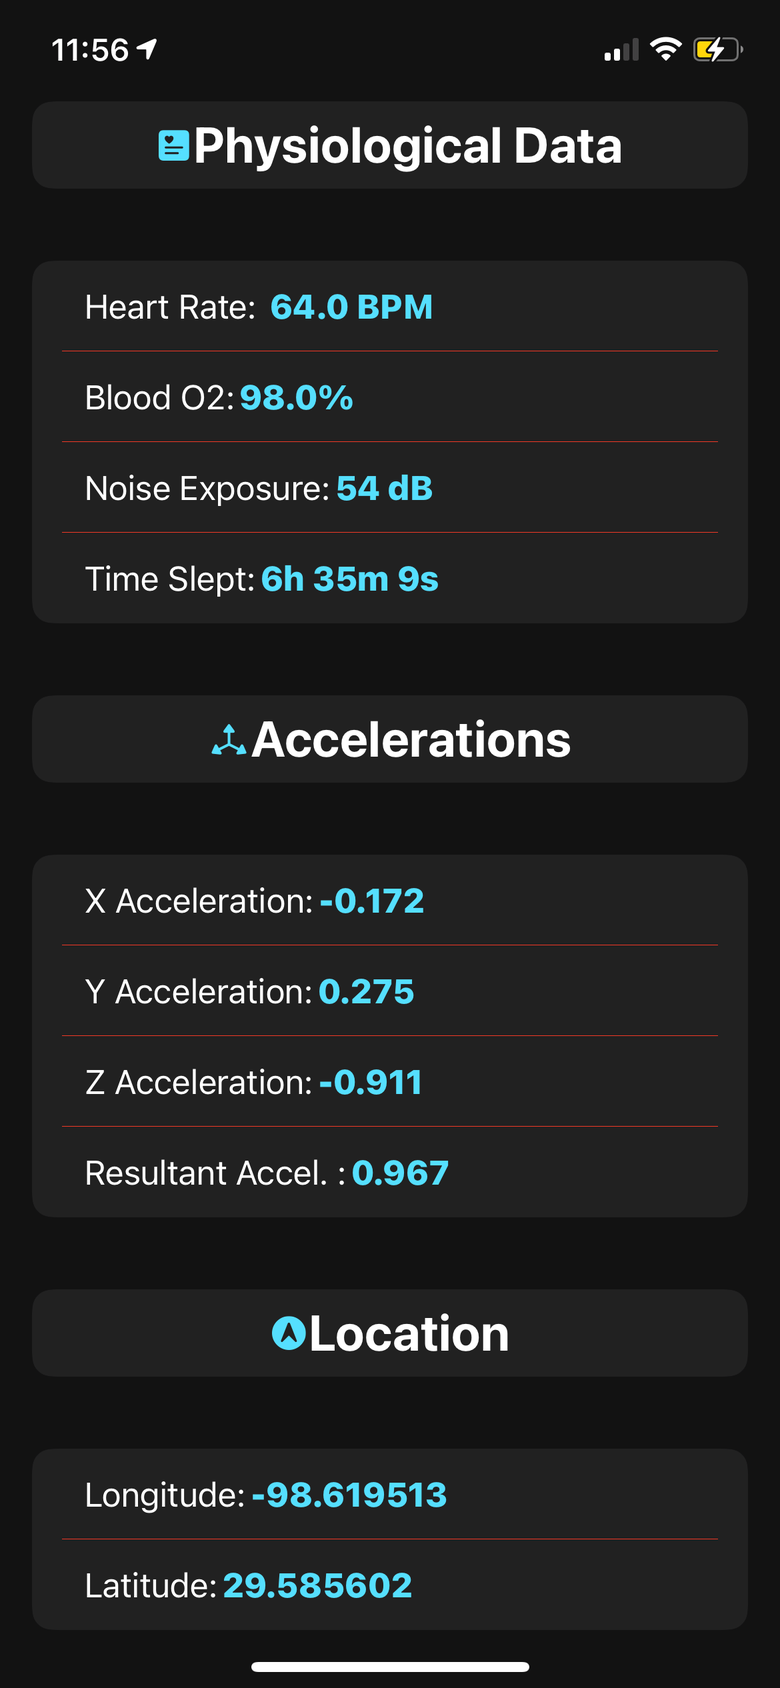 11:56
Physiological Data
Heart Rate: 64.0 BPM
Blood O2: 98.0%
Noise Exposure: 54 dB
Time Slept: 6h 35m 9s
Accelerations
X Acceleration: -0.172
Y Acceleration: 0.275
Z Acceleration: -0.911
Resultant Accel. : 0.967
Location
Longitude: -98.619513
Latitude: 29.585602